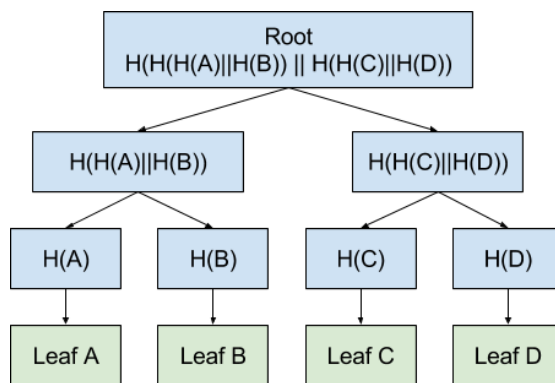 Root
H(H(H(A)||H(B)) || H(H(C)||H(D))
H(H(A)||H(B))
H(H(C)||H(D))
H(A)
H(B)
H(C)
H(D)
Leaf A
Leaf B
Leaf C
Leaf D